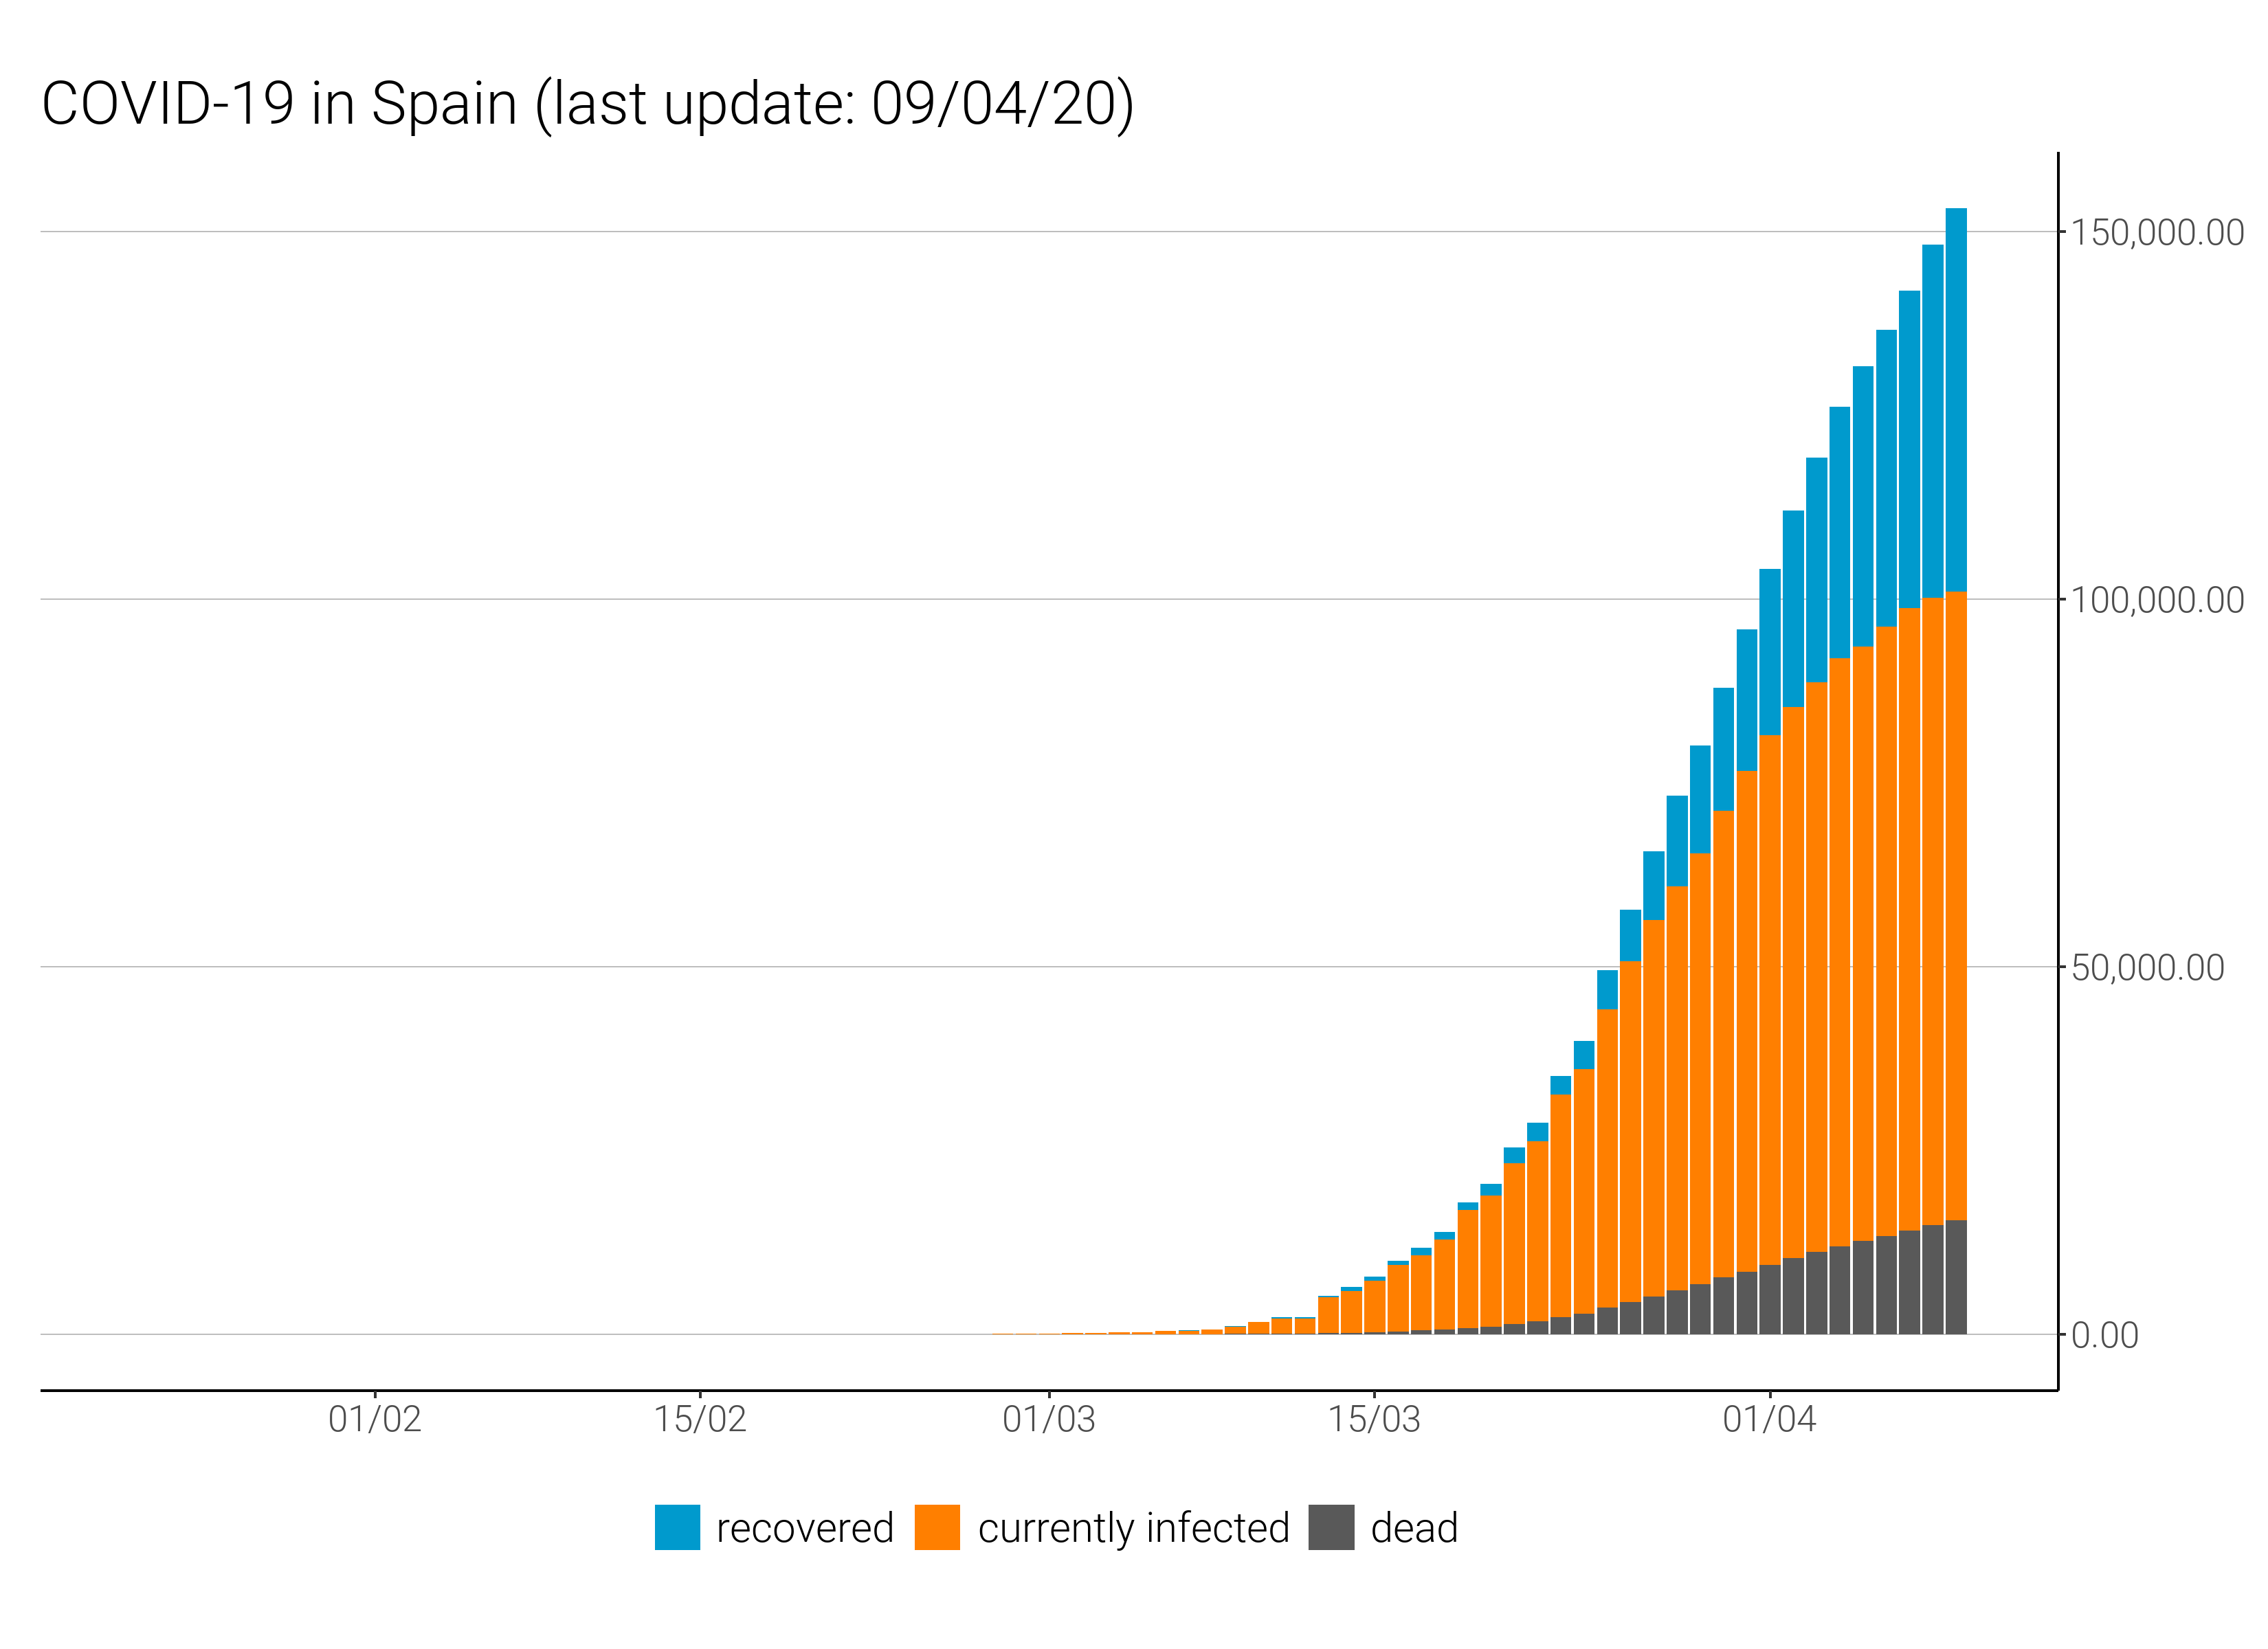 COVID-19 in Spain (last update: 09/04/20)
150,000.00
100,000.00
50,000.00
0.00
01/02 15/02 01/03 15/03 01/04
recovered currently infected dead